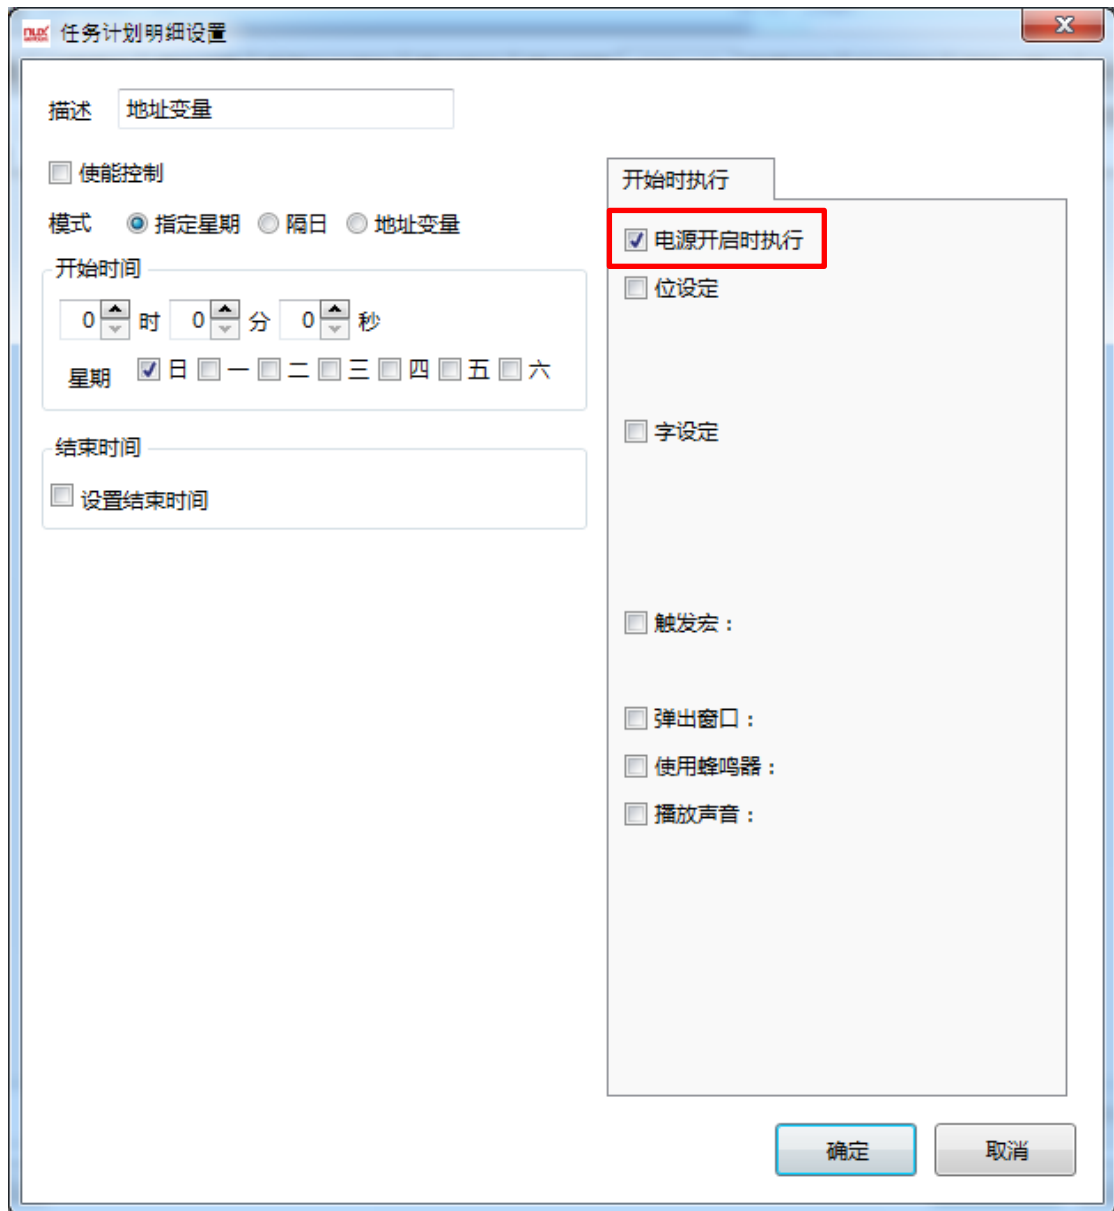 任务计划明细设置
描述 地址变量
使能控制
模式 指定星期 隔日 地址变量
开始时间
0 时 0 分 0 秒
星期 日 一 二 三 四 五 六
结束时间
设置结束时间
开始时执行
电源开启时执行
位设定
字设定
触发宏：
弹出窗口：
使用蜂鸣器：
播放声音：
确定 取消